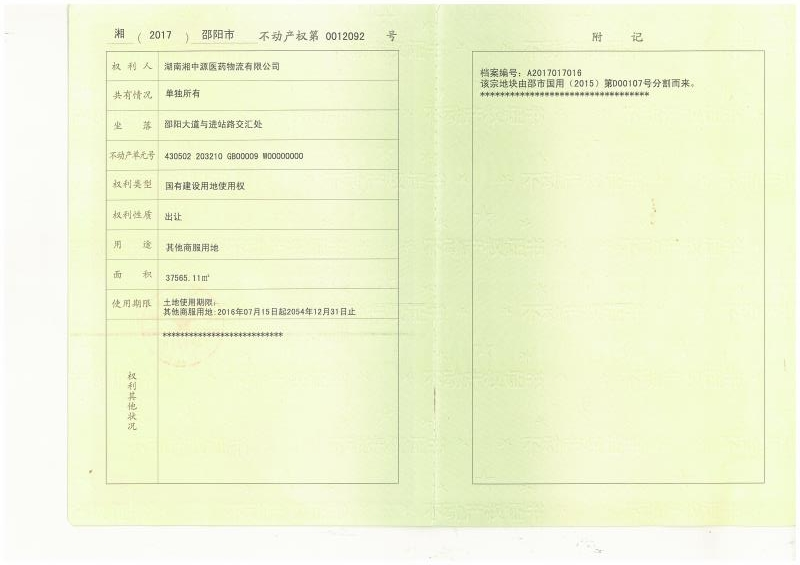 湘 ( 2017 ) 邵阳市 不动产权第 0012092 号
权利人 湖南湘中源医药物流有限公司
共有情况 单独所有
坐落 邵阳大道与进站路交汇处
不动产单元号 430502 203210 GB00009 W00000000
权利类型 国有建设用地使用权
权利性质 出让
用途 其他商服用地
面积 37565.11㎡
使用期限 土地使用期限:
其他商服用地:2016年07月15日起2054年12月31日止
***************************
权利其他状况
附记
档案编号: A2017017016
该宗地块由邵市国用（2015）第D00107号分割而来。
**************************************